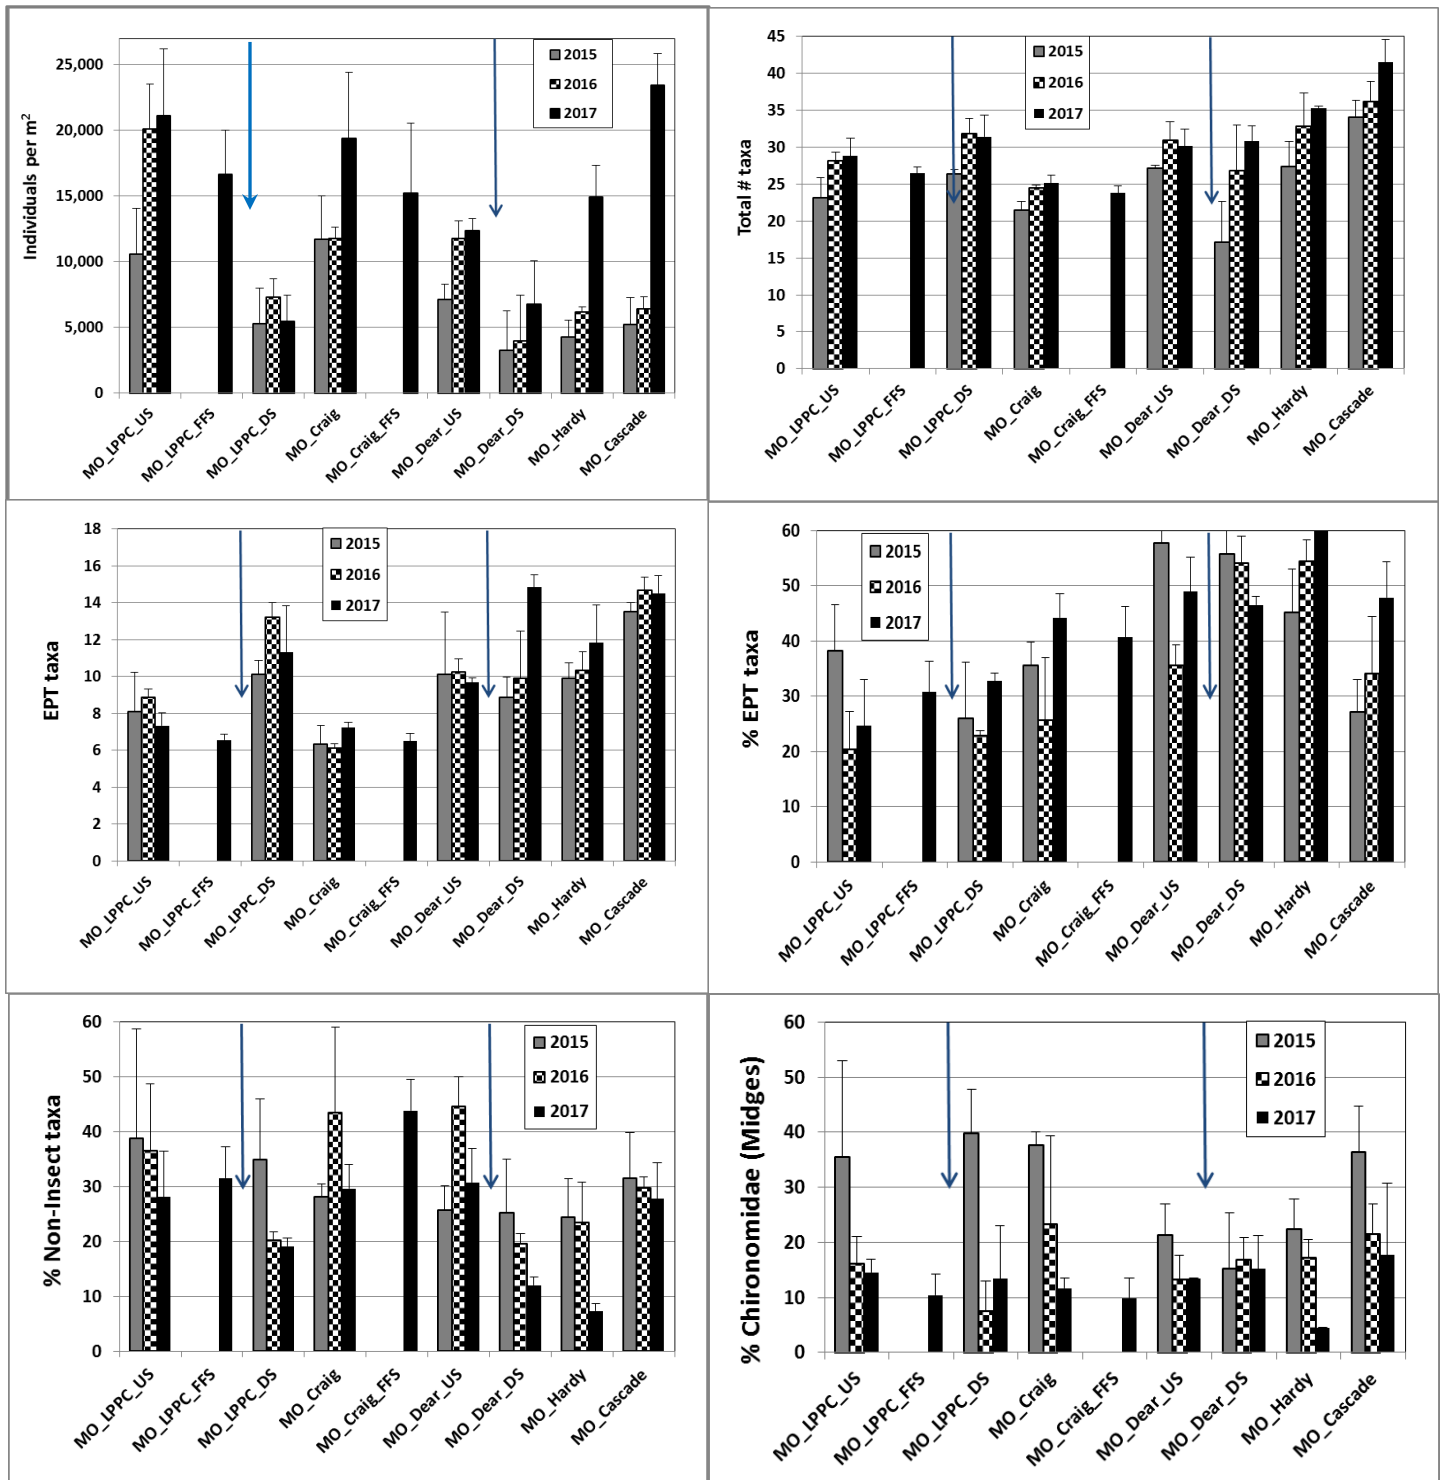 Individuals per m²
25,000
20,000
15,000
10,000
5,000
0
2015
2016
2017
MO_LPPC_US
MO_LPPC_FFS
MO_LPPC_DS
MO_Craig
MO_Craig_FFS
MO_Dear_US
MO_Dear_DS
MO_Hardy
MO_Cascade
Total # taxa
45
40
35
30
25
20
15
10
5
0
2015
2016
2017
MO_LPPC_US
MO_LPPC_FFS
MO_LPPC_DS
MO_Craig
MO_Craig_FFS
MO_Dear_US
MO_Dear_DS
MO_Hardy
MO_Cascade
EPT taxa
18
16
14
12
10
8
6
4
2
0
2015
2016
2017
MO_LPPC_US
MO_LPPC_FFS
MO_LPPC_DS
MO_Craig
MO_Craig_FFS
MO_Dear_US
MO_Dear_DS
MO_Hardy
MO_Cascade
% EPT taxa
60
50
40
30
20
10
0
2015
2016
2017
MO_LPPC_US
MO_LPPC_FFS
MO_LPPC_DS
MO_Craig
MO_Craig_FFS
MO_Dear_US
MO_Dear_DS
MO_Hardy
MO_Cascade
% Non-Insect taxa
60
50
40
30
20
10
0
2015
2016
2017
MO_LPPC_US
MO_LPPC_FFS
MO_LPPC_DS
MO_Craig
MO_Craig_FFS
MO_Dear_US
MO_Dear_DS
MO_Hardy
MO_Cascade
% Chironomidae (Midges)
60
50
40
30
20
10
0
2015
2016
2017
MO_LPPC_US
MO_LPPC_FFS
MO_LPPC_DS
MO_Craig
MO_Craig_FFS
MO_Dear_US
MO_Dear_DS
MO_Hardy
MO_Cascade